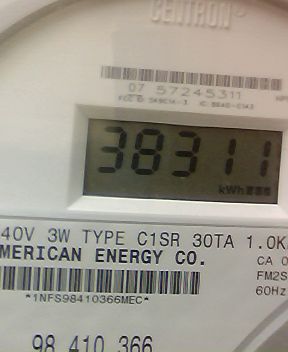 CENTRON®
07 57245311
38311
kWh
40V 3W TYPE C1SR 30TA 1.0K
MERICAN ENERGY CO.
CA 0
FM2S
60Hz
*1NFS98410366MEC*
98 410 366